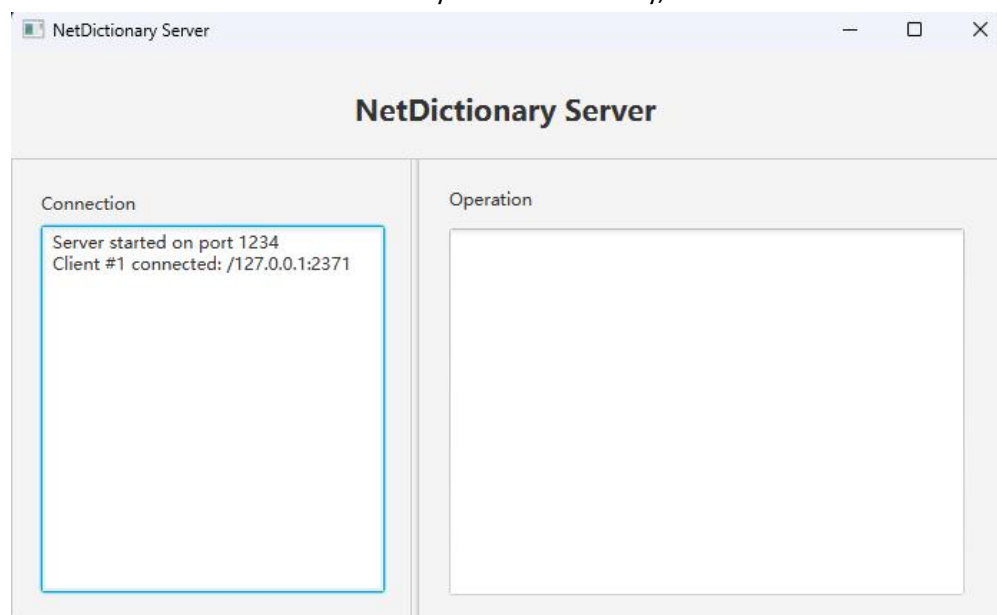 NetDictionary Server
NetDictionary Server
Connection
Operation
Server started on port 1234
Client #1 connected: /127.0.0.1:2371